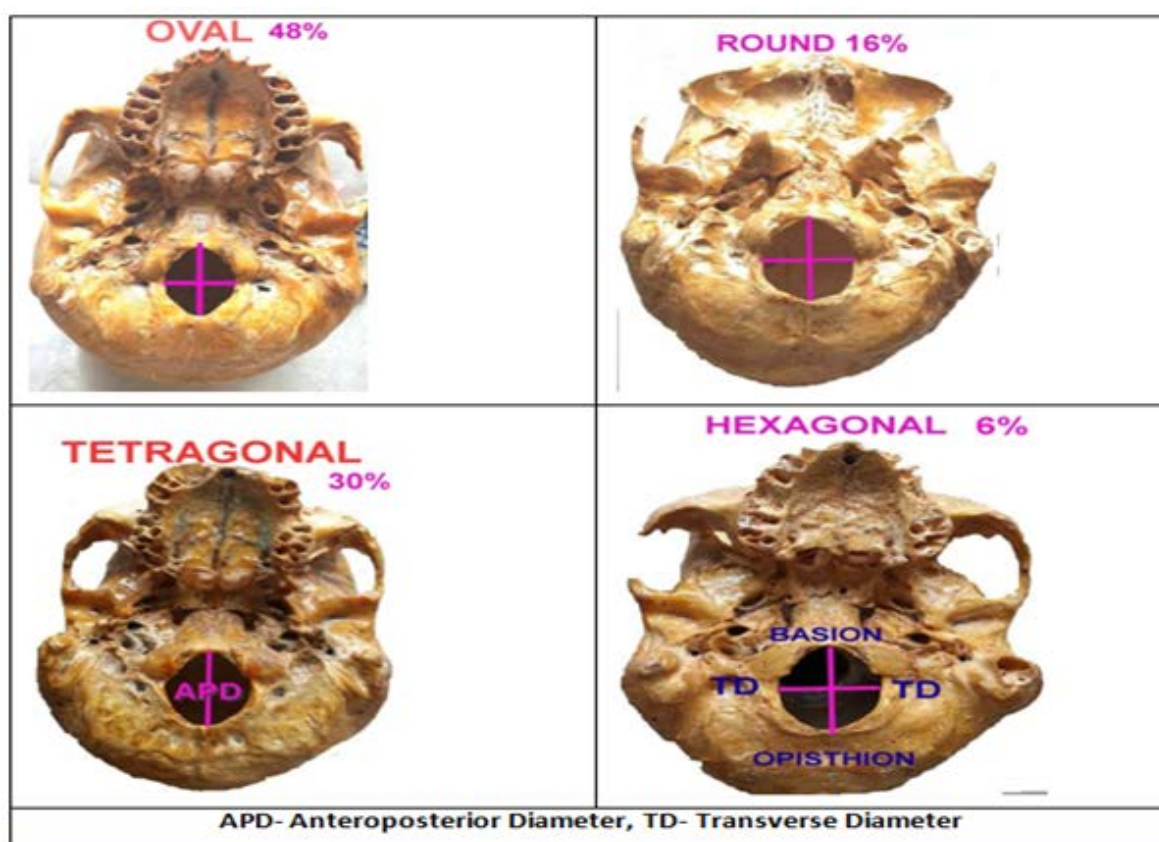 OVAL 48%
ROUND 16%
TETRAGONAL
30%
APD
HEXAGONAL 6%
BASION
TD TD
OPISTHION
APD- Anteroposterior Diameter, TD- Transverse Diameter